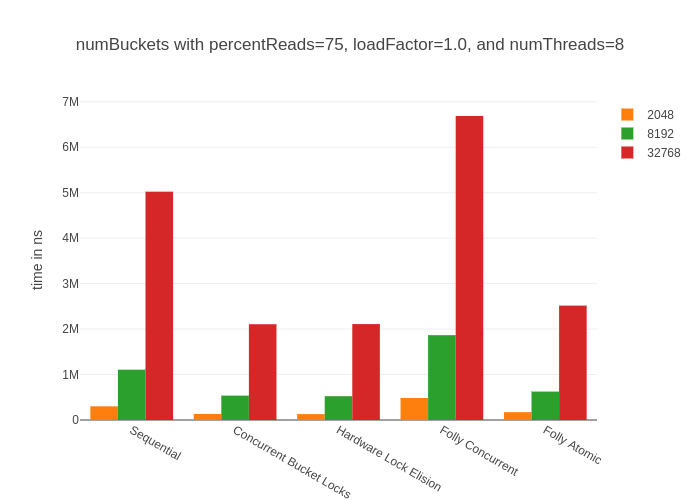 numBuckets with percentReads=75, loadFactor=1.0, and numThreads=8
7M
6M
5M
4M
3M
2M
1M
0
time in ns
2048
8192
32768
Sequential
Concurrent Bucket Locks
Hardware Lock Elision
Folly Concurrent
Folly Atomic